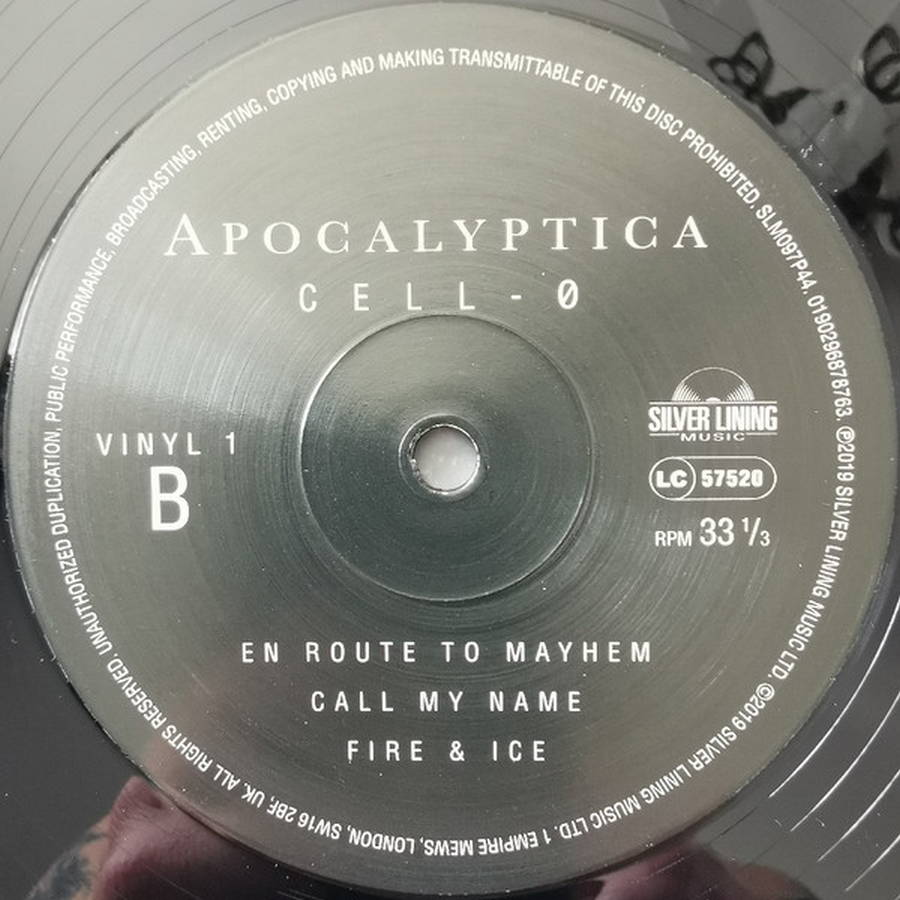 APOCALYPTICA
CELL-0
VINYL 1
B
SILVER LINING
MUSIC
LC 57520
RPM 33 1/3
EN ROUTE TO MAYHEM
CALL MY NAME
FIRE & ICE
UNAUTHORIZED DUPLICATION, PUBLIC PERFORMANCE, BROADCASTING, RENTING, COPYING AND MAKING TRANSMITTABLE OF THIS DISC PROHIBITED. SLM097P44. 0190296878763. ℗2019 SILVER LINING MUSIC LTD. ©2019 SILVER LINING MUSIC LTD. 1 EMPIRE MEWS, LONDON, SW16 2BF, UK. ALL RIGHTS RESERVED.